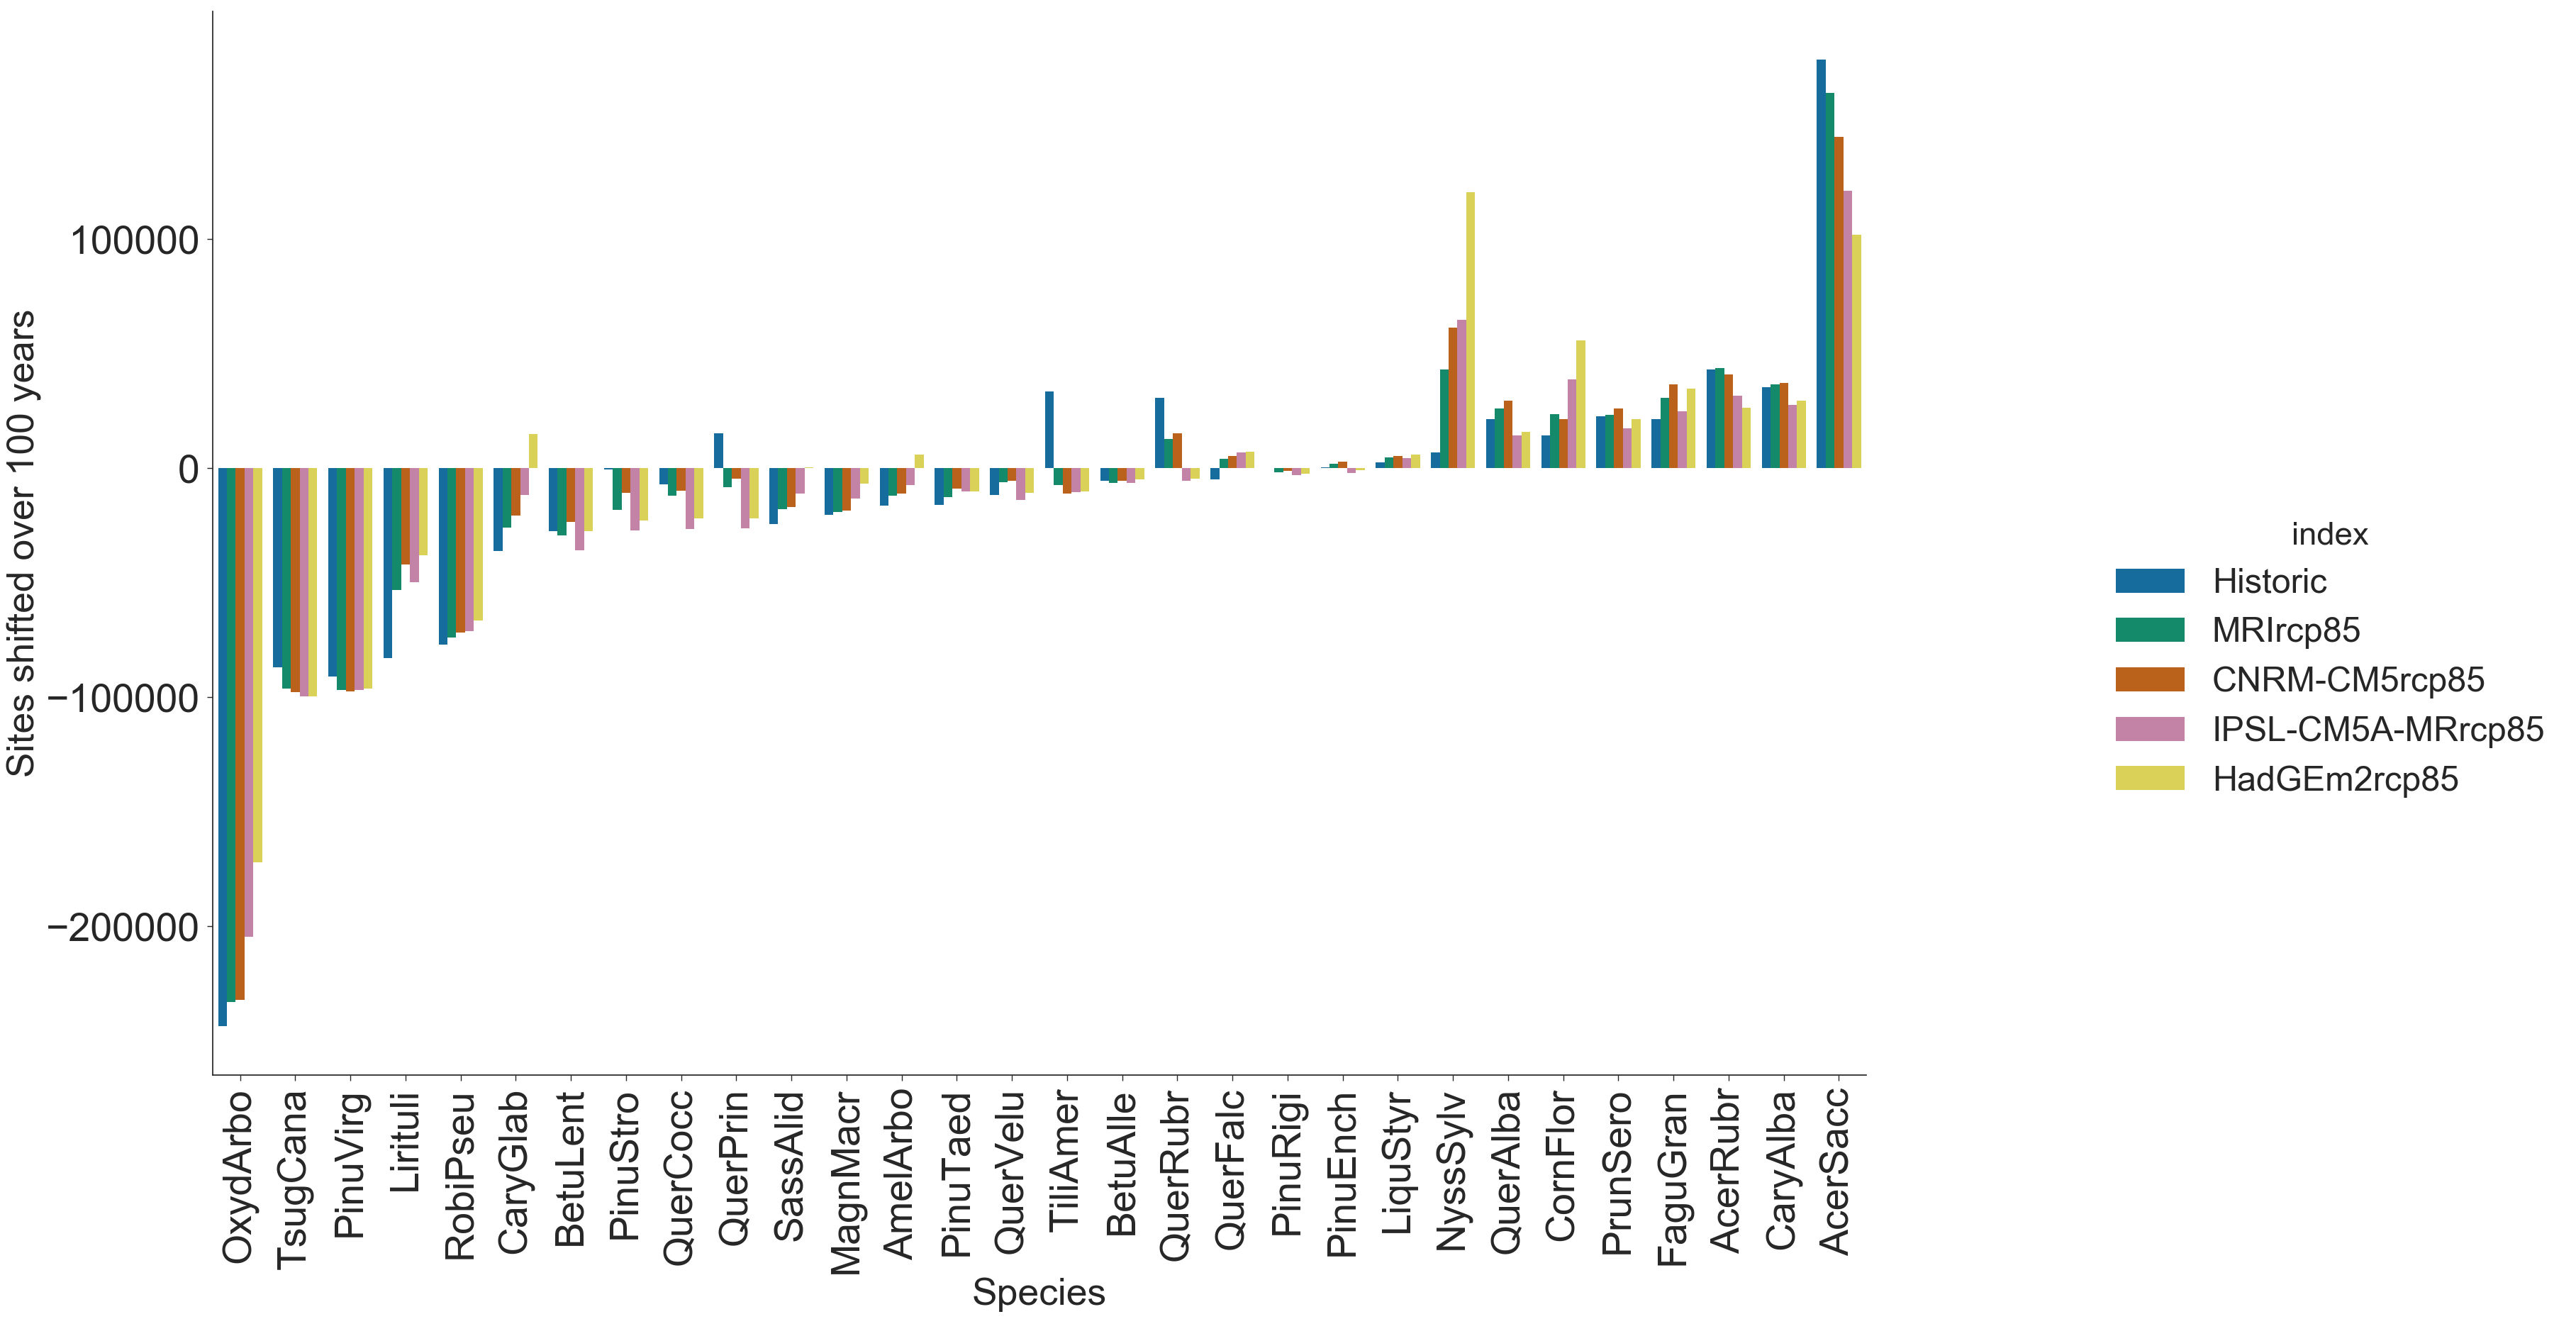 Sites shifted over 100 years
100000
0
−100000
−200000
OxydArbo
TsugCana
PinuVirg
Lirituli
RobiPseu
CaryGlab
BetuLent
PinuStro
QuerCocc
QuerPrin
SassAlid
MagnMacr
AmelArbo
PinuTaed
QuerVelu
TiliAmer
BetuAlle
QuerRubr
QuerFalc
PinuRigi
PinuEnch
LiquStyr
NyssSylv
QuerAlba
CornFlor
PrunSero
FaguGran
AcerRubr
CaryAlba
AcerSacc
Species
index
Historic
MRIrcp85
CNRM-CM5rcp85
IPSL-CM5A-MRrcp85
HadGEm2rcp85